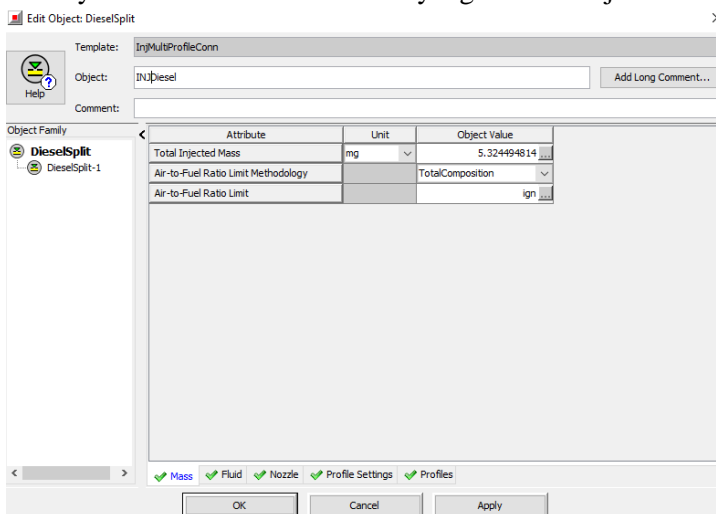 Edit Object: DieselSplit
Template: InjMultiProfileConn
Help
Object: INJDiesel
Add Long Comment...
Comment:
Object Family
DieselSplit
DieselSplit-1
Attribute Unit Object Value
Total Injected Mass mg 5.324494814 ...
Air-to-Fuel Ratio Limit Methodology TotalComposition
Air-to-Fuel Ratio Limit ign ...
Mass Fluid Nozzle Profile Settings Profiles
OK Cancel Apply